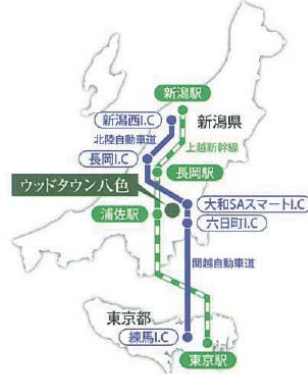 新潟駅
新潟西I.C
新潟県
北陸自動車道
上越新幹線
長岡I.C
長岡駅
ウッドタウン八色
大和SAスマートI.C
浦佐駅
六日町I.C
関越自動車道
東京都
練馬I.C
東京駅